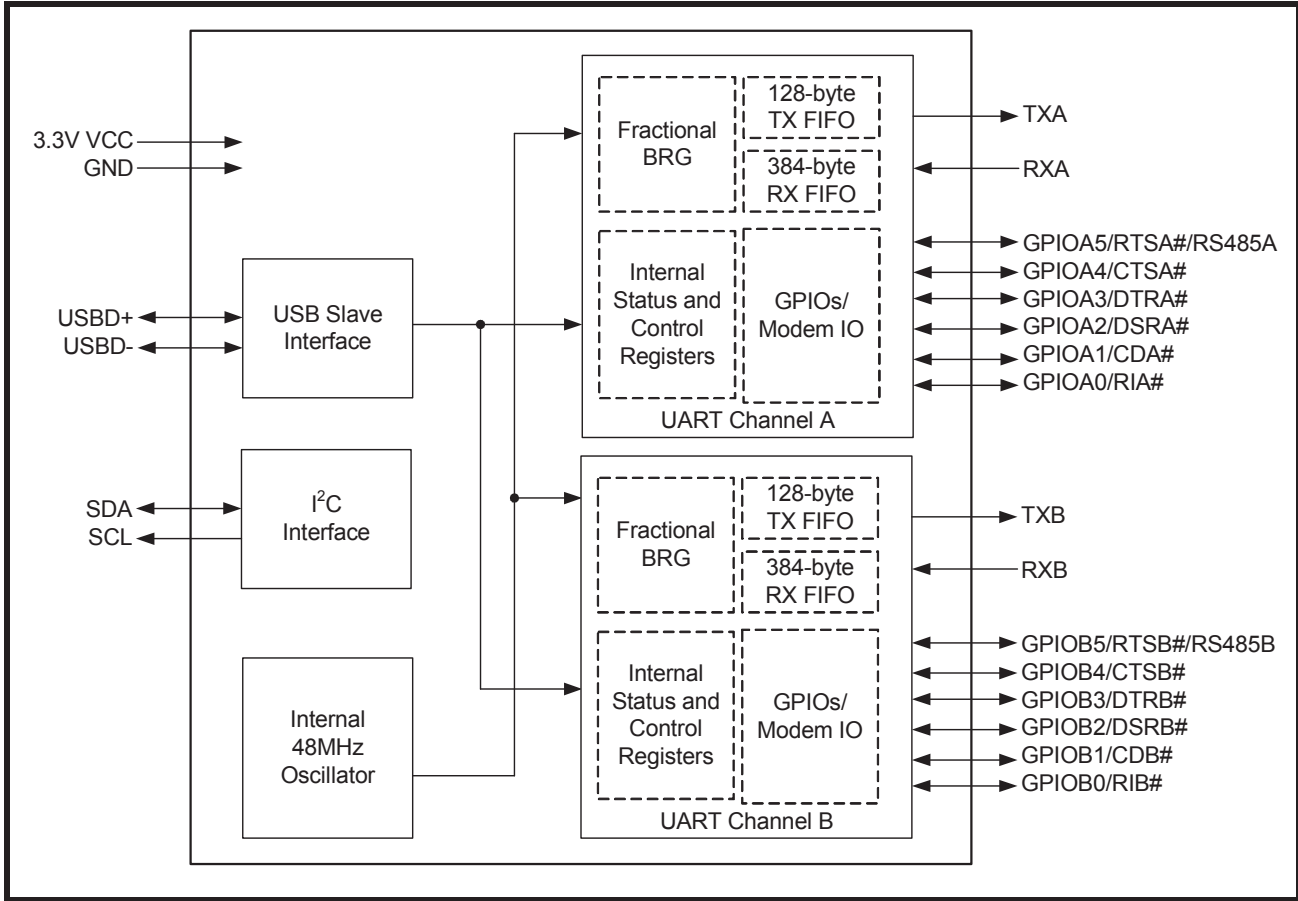 3.3V VCC
GND
USBD+
USBD-
USB Slave
Interface
SDA
SCL
I²C
Interface
Internal
48MHz
Oscillator
Fractional
BRG
128-byte
TX FIFO
384-byte
RX FIFO
Internal
Status and
Control
Registers
GPIOs/
Modem IO
UART Channel A
TXA
RXA
GPIOA5/RTSA#/RS485A
GPIOA4/CTSA#
GPIOA3/DTRA#
GPIOA2/DSRA#
GPIOA1/CDA#
GPIOA0/RIA#
Fractional
BRG
128-byte
TX FIFO
384-byte
RX FIFO
Internal
Status and
Control
Registers
GPIOs/
Modem IO
UART Channel B
TXB
RXB
GPIOB5/RTSB#/RS485B
GPIOB4/CTSB#
GPIOB3/DTRB#
GPIOB2/DSRB#
GPIOB1/CDB#
GPIOB0/RIB#